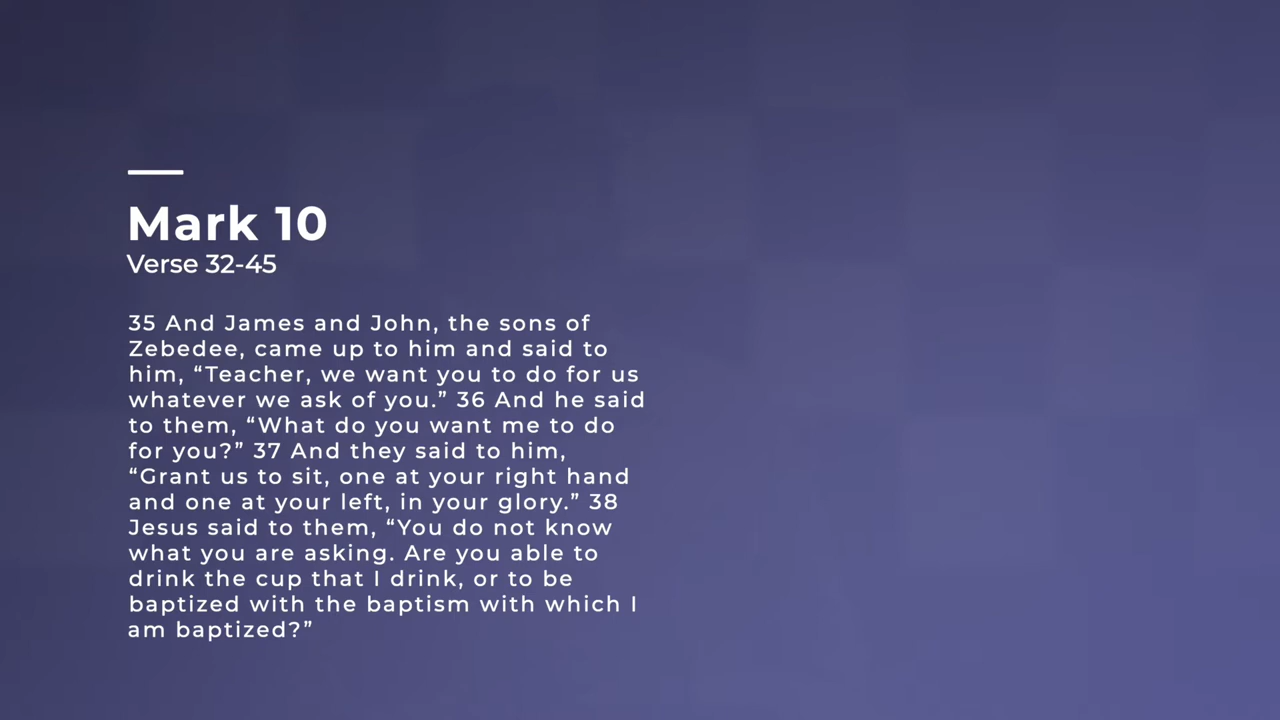 Mark 10
Verse 32-45
35 And James and John, the sons of
Zebedee, came up to him and said to
him, “Teacher, we want you to do for us
whatever we ask of you.” 36 And he said
to them, “What do you want me to do
for you?” 37 And they said to him,
“Grant us to sit, one at your right hand
and one at your left, in your glory.” 38
Jesus said to them, “You do not know
what you are asking. Are you able to
drink the cup that I drink, or to be
baptized with the baptism with which I
am baptized?”